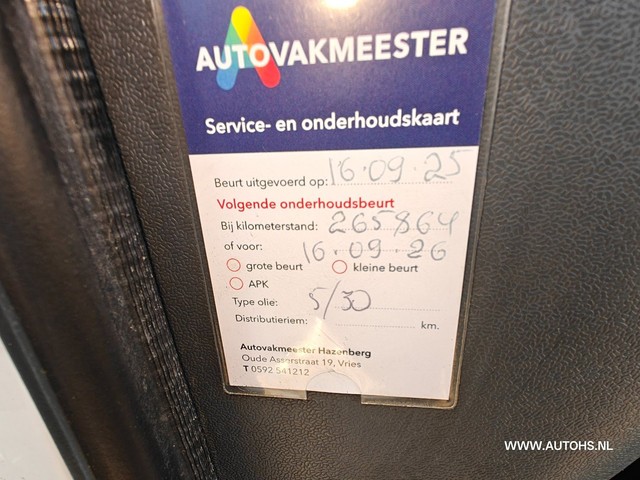 AUTOVAKMEESTER
Service- en onderhoudskaart
Beurt uitgevoerd op: 16.09.25
Volgende onderhoudsbeurt
Bij kilometerstand: 265864
of voor: 16.09.26
grote beurt kleine beurt
APK
Type olie: 5/30
Distributieriem: km.
Autovakmeester Hazenberg
Oude Asserstraat 19, Vries
T 0592 541212
WWW.AUTOHS.NL